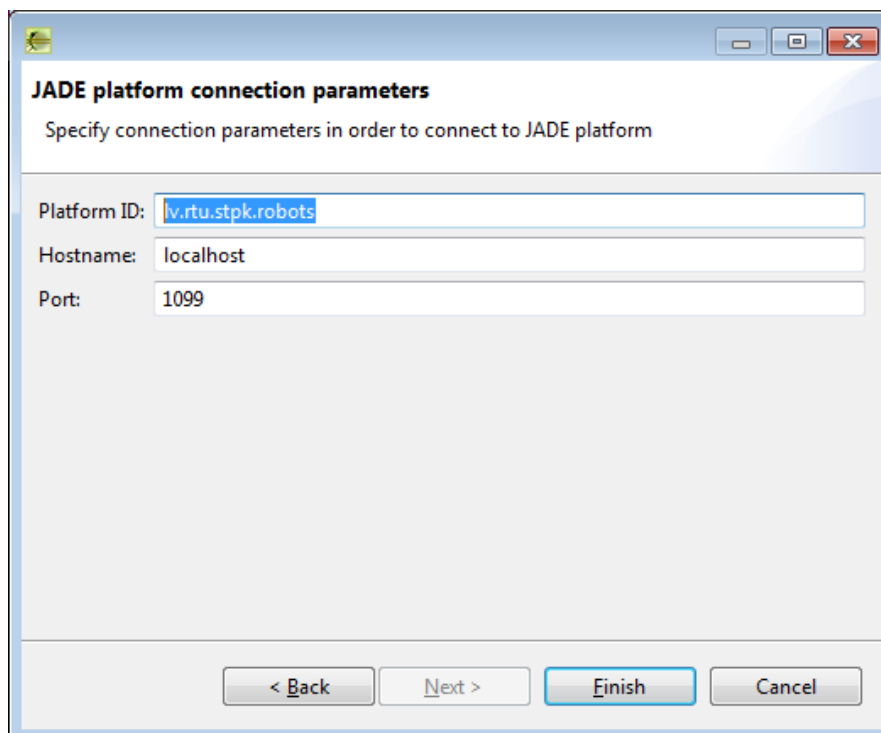 JADE platform connection parameters
Specify connection parameters in order to connect to JADE platform
Platform ID: lv.rtu.stpk.robots
Hostname: localhost
Port: 1099
< Back Next > Finish Cancel